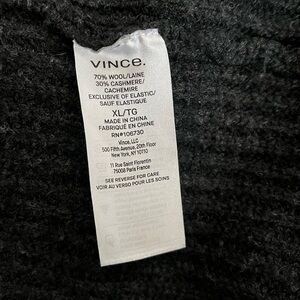 VINCE.
70% WOOL/LAINE
30% CASHMERE/
CACHEMIRE
EXCLUSIVE OF ELASTIC/
SAUF ELASTIQUE
XL/TG
MADE IN CHINA
FABRIQUÉ EN CHINE
RN#106730
Vince, LLC
500 Fifth Avenue, 20th Floor
New York, NY 10110
11 Rue Saint Florentin
75008 Paris FRANCE
SEE REVERSE FOR CARE
VOIR AU VERSO POUR LES SOINS